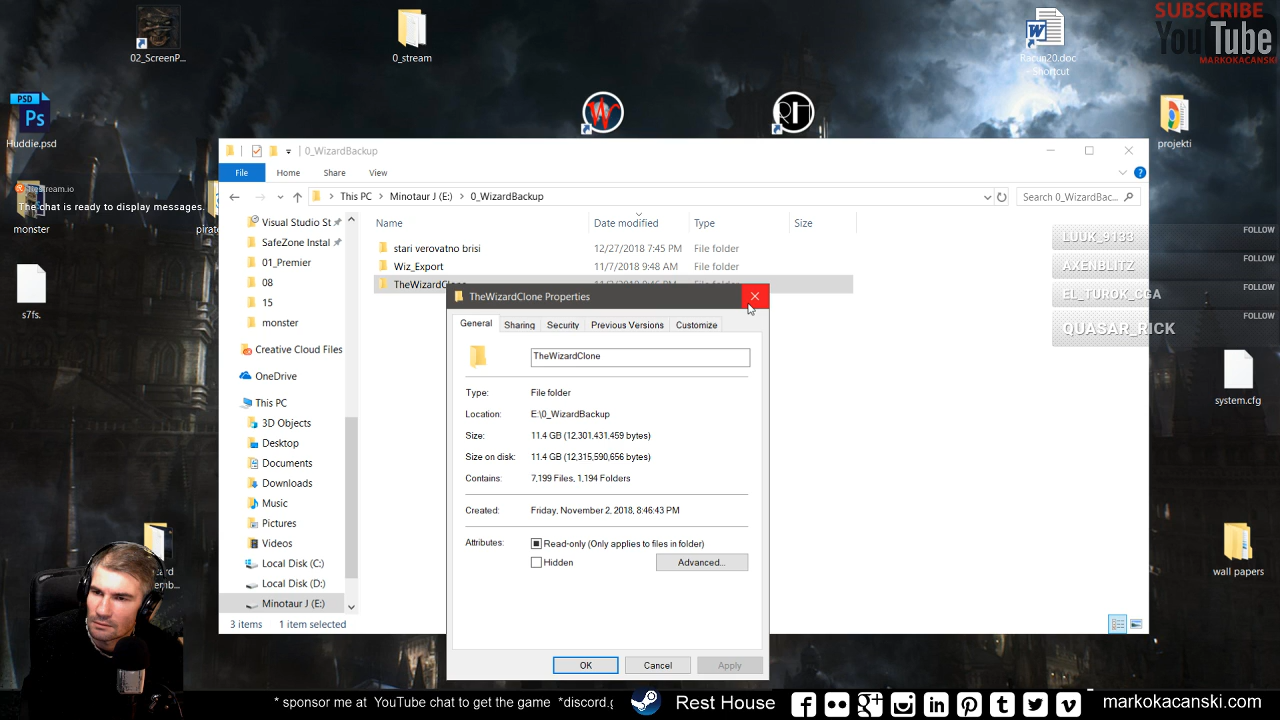 SUBSCRIBE
YouTube
MARKOKACANSKI
02_ScreenP...
0_stream
Racun20.doc
Shortcut
PSD
Ps
Huddie.psd
W
RH
projekti
0_WizardBackup
File
Home
Share
View
This PC
Minotaur J (E:)
0_WizardBackup
Search 0_WizardBac...
The chat is ready to display messages.
monster
s7fs.
Name
Date modified
Type
Size
stari verovatno brisi
12/27/2018 7:45 PM
File folder
Wiz_Export
11/7/2018 9:48 AM
File folder
Visual Studio St
SafeZone Instal
01_Premier
08
15
monster
Creative Cloud Files
OneDrive
This PC
3D Objects
Desktop
Documents
Downloads
Music
Pictures
Videos
Local Disk (C:)
Local Disk (D:)
Minotaur J (E:)
3 items
1 item selected
TheWizardClone Properties
General
Sharing
Security
Previous Versions
Customize
TheWizardClone
Type:
File folder
Location:
E:\0_WizardBackup
Size:
11.4 GB (12,301,431,459 bytes)
Size on disk:
11.4 GB (12,315,590,656 bytes)
Contains:
7,199 Files, 1,194 Folders
Created:
Friday, November 2, 2018, 8:46:43 PM
Attributes:
Read-only (Only applies to files in folder)
Hidden
Advanced...
OK
Cancel
Apply
LUUK_9133
FOLLOW
AXENBLITZ
FOLLOW
EL_TUROK_CGA
FOLLOW
QUASAR_RICK
FOLLOW
system.cfg
wall papers
* sponsor me at YouTube chat to get the game *discord.g
Rest House
markokacanski.com